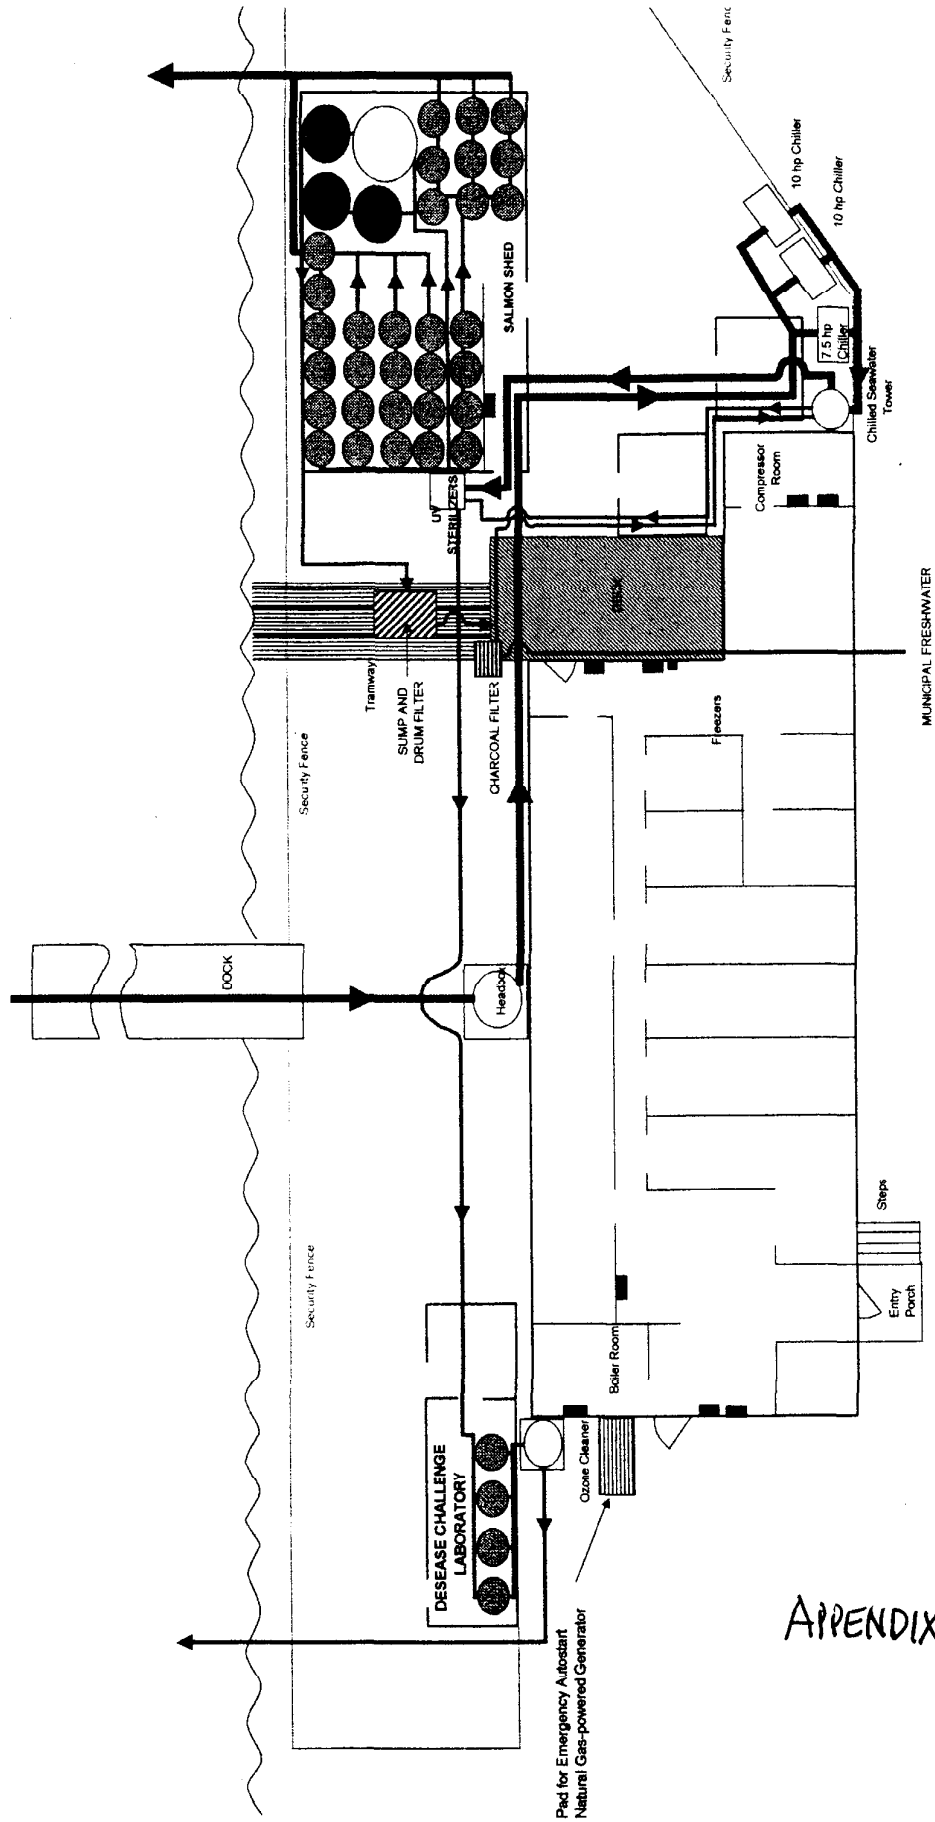 Security Fence
10 hp Chiller
10 hp Chiller
SALMON SHED
7.5 hp
Chiller
Chilled Seawater
Tower
UV
STERILIZERS
Compressor
Room
DECK
Tramway
SUMP AND
DRUM FILTER
CHARCOAL FILTER
MUNICIPAL FRESHWATER
Freezers
Security Fence
DOCK
Headbox
Steps
Entry
Porch
Security Fence
Boiler Room
DESEASE CHALLENGE
LABORATORY
Ozone Cleaner
Pad for Emergency Autostart
Natural Gas-powered Generator
APPENDIX